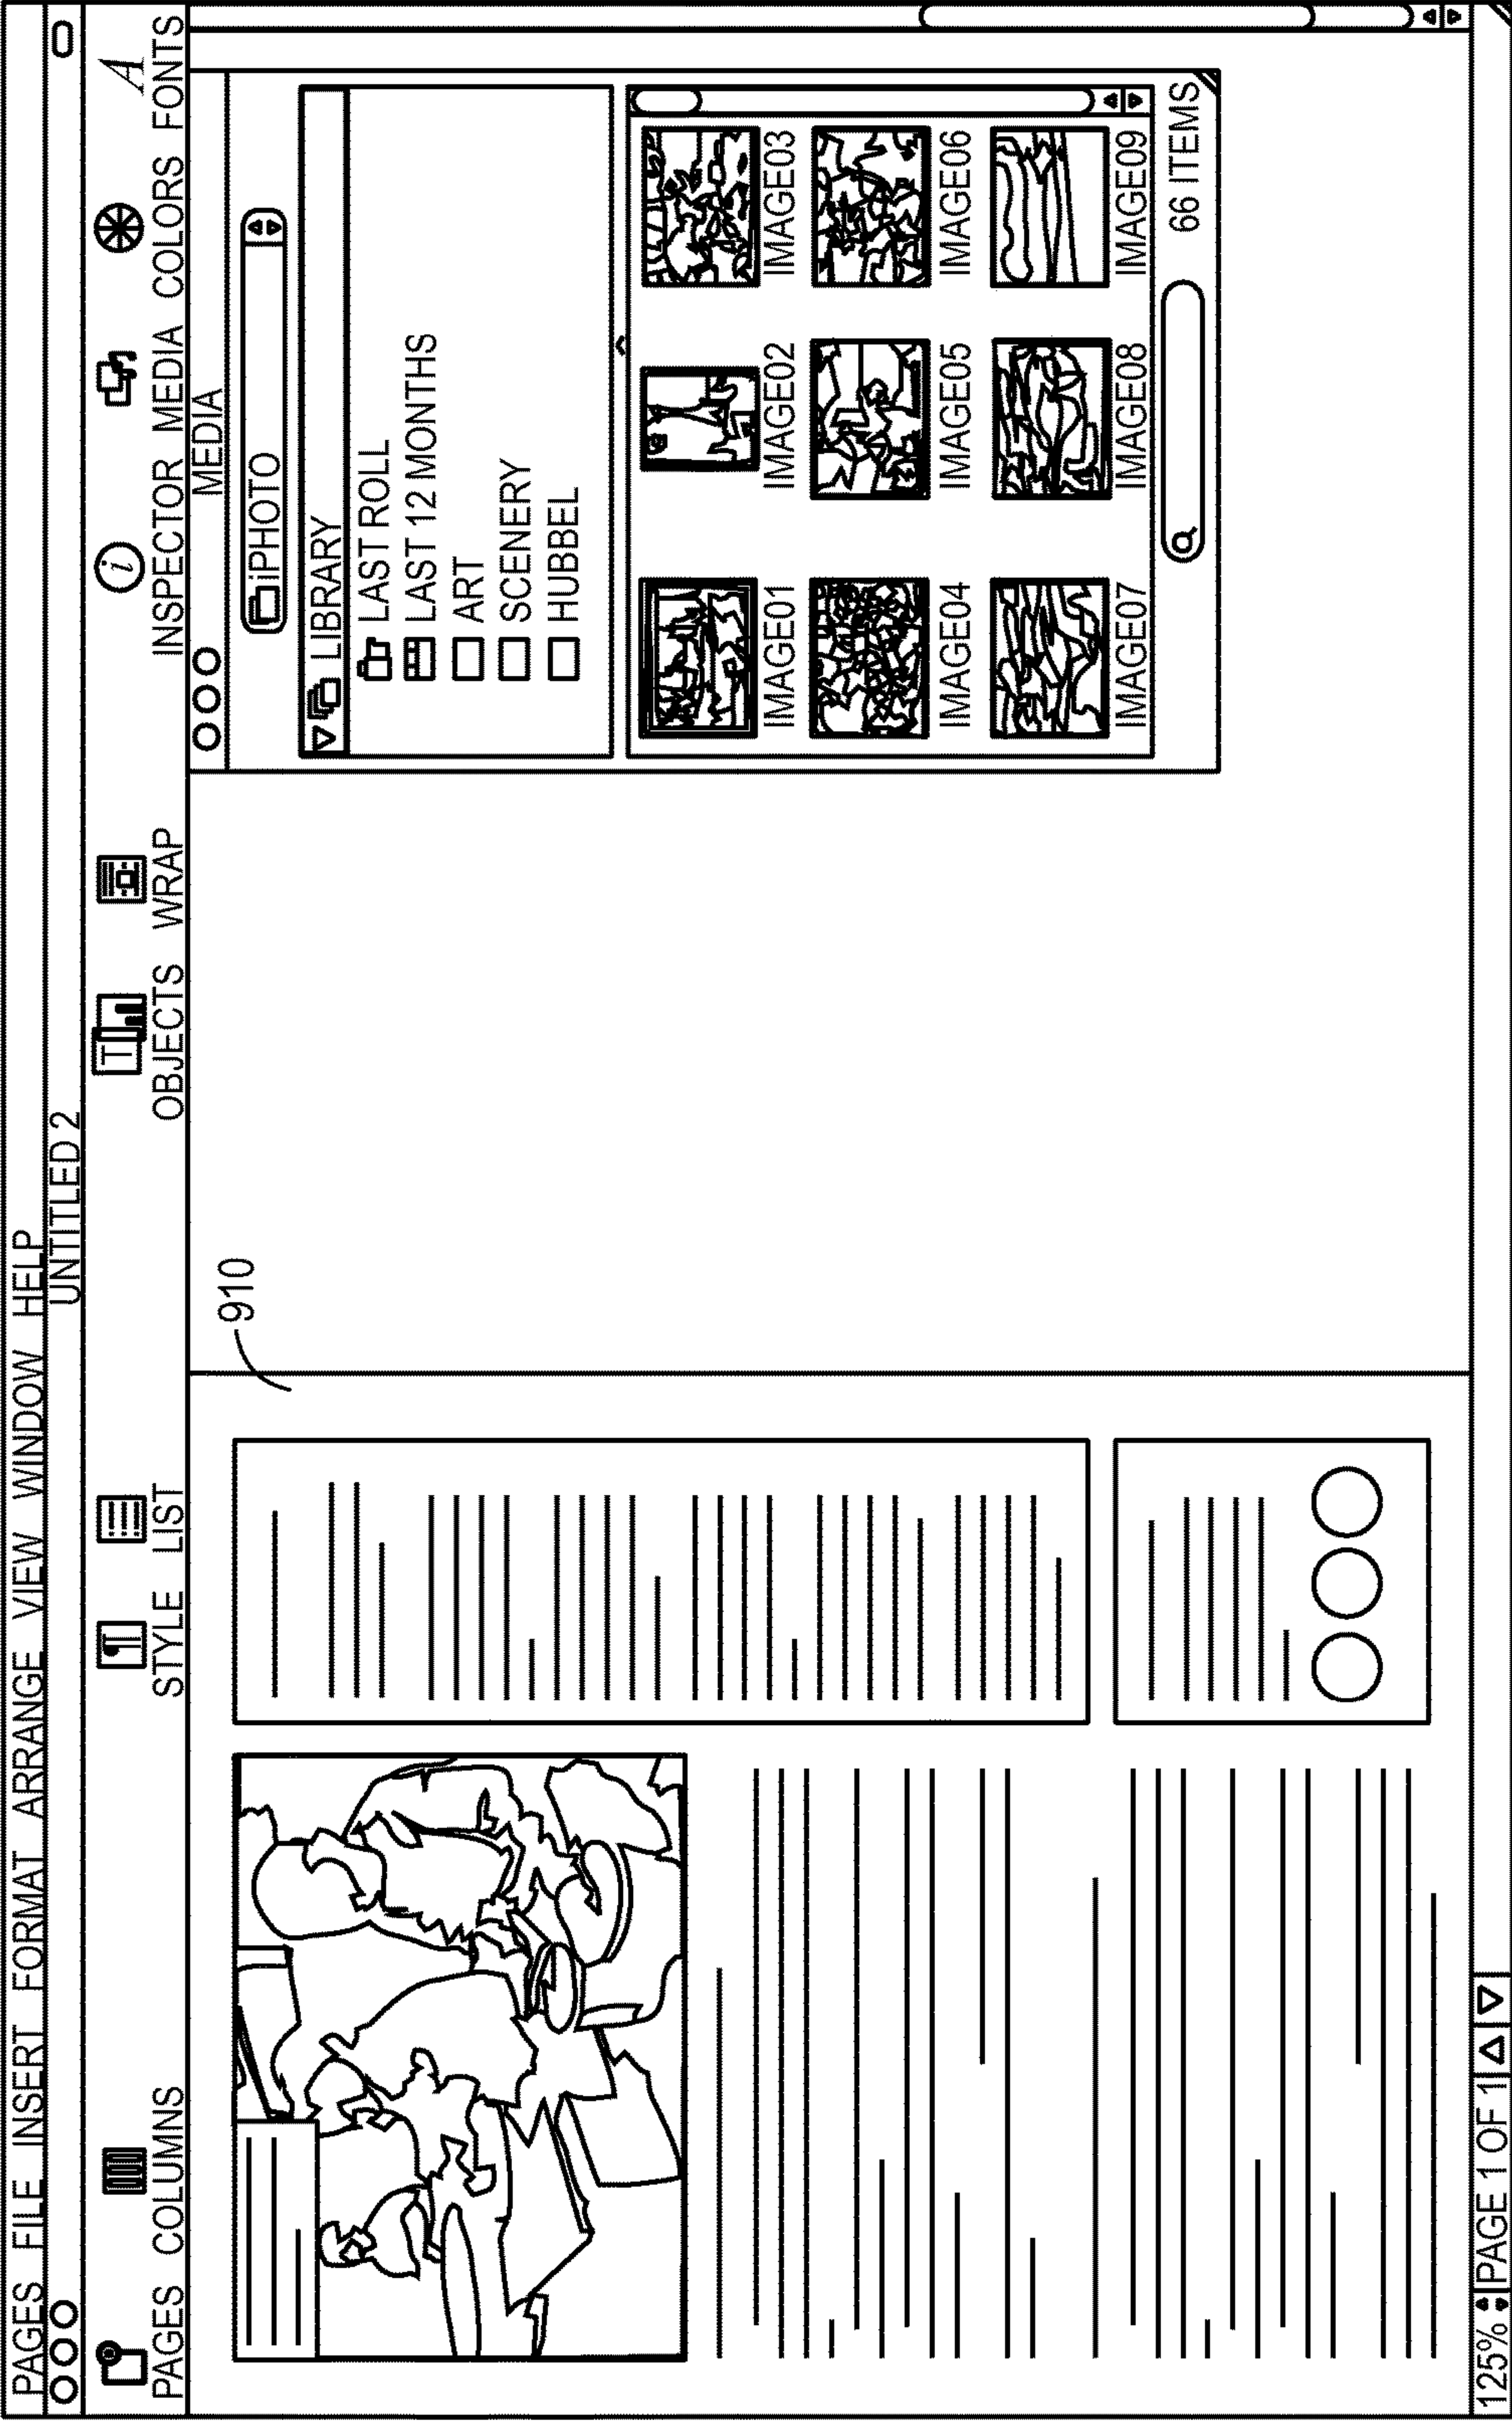 PAGES FILE INSERT FORMAT ARRANGE VIEW WINDOW HELP
UNTITLED 2
PAGES COLUMNS STYLE LIST OBJECTS WRAP INSPECTOR MEDIA COLORS FONTS
MEDIA
iPHOTO
LIBRARY
LAST ROLL
LAST 12 MONTHS
ART
SCENERY
HUBBEL
IMAGE01 IMAGE02 IMAGE03
IMAGE04 IMAGE05 IMAGE06
IMAGE07 IMAGE08 IMAGE09
66 ITEMS
910
125% PAGE 1 OF 1